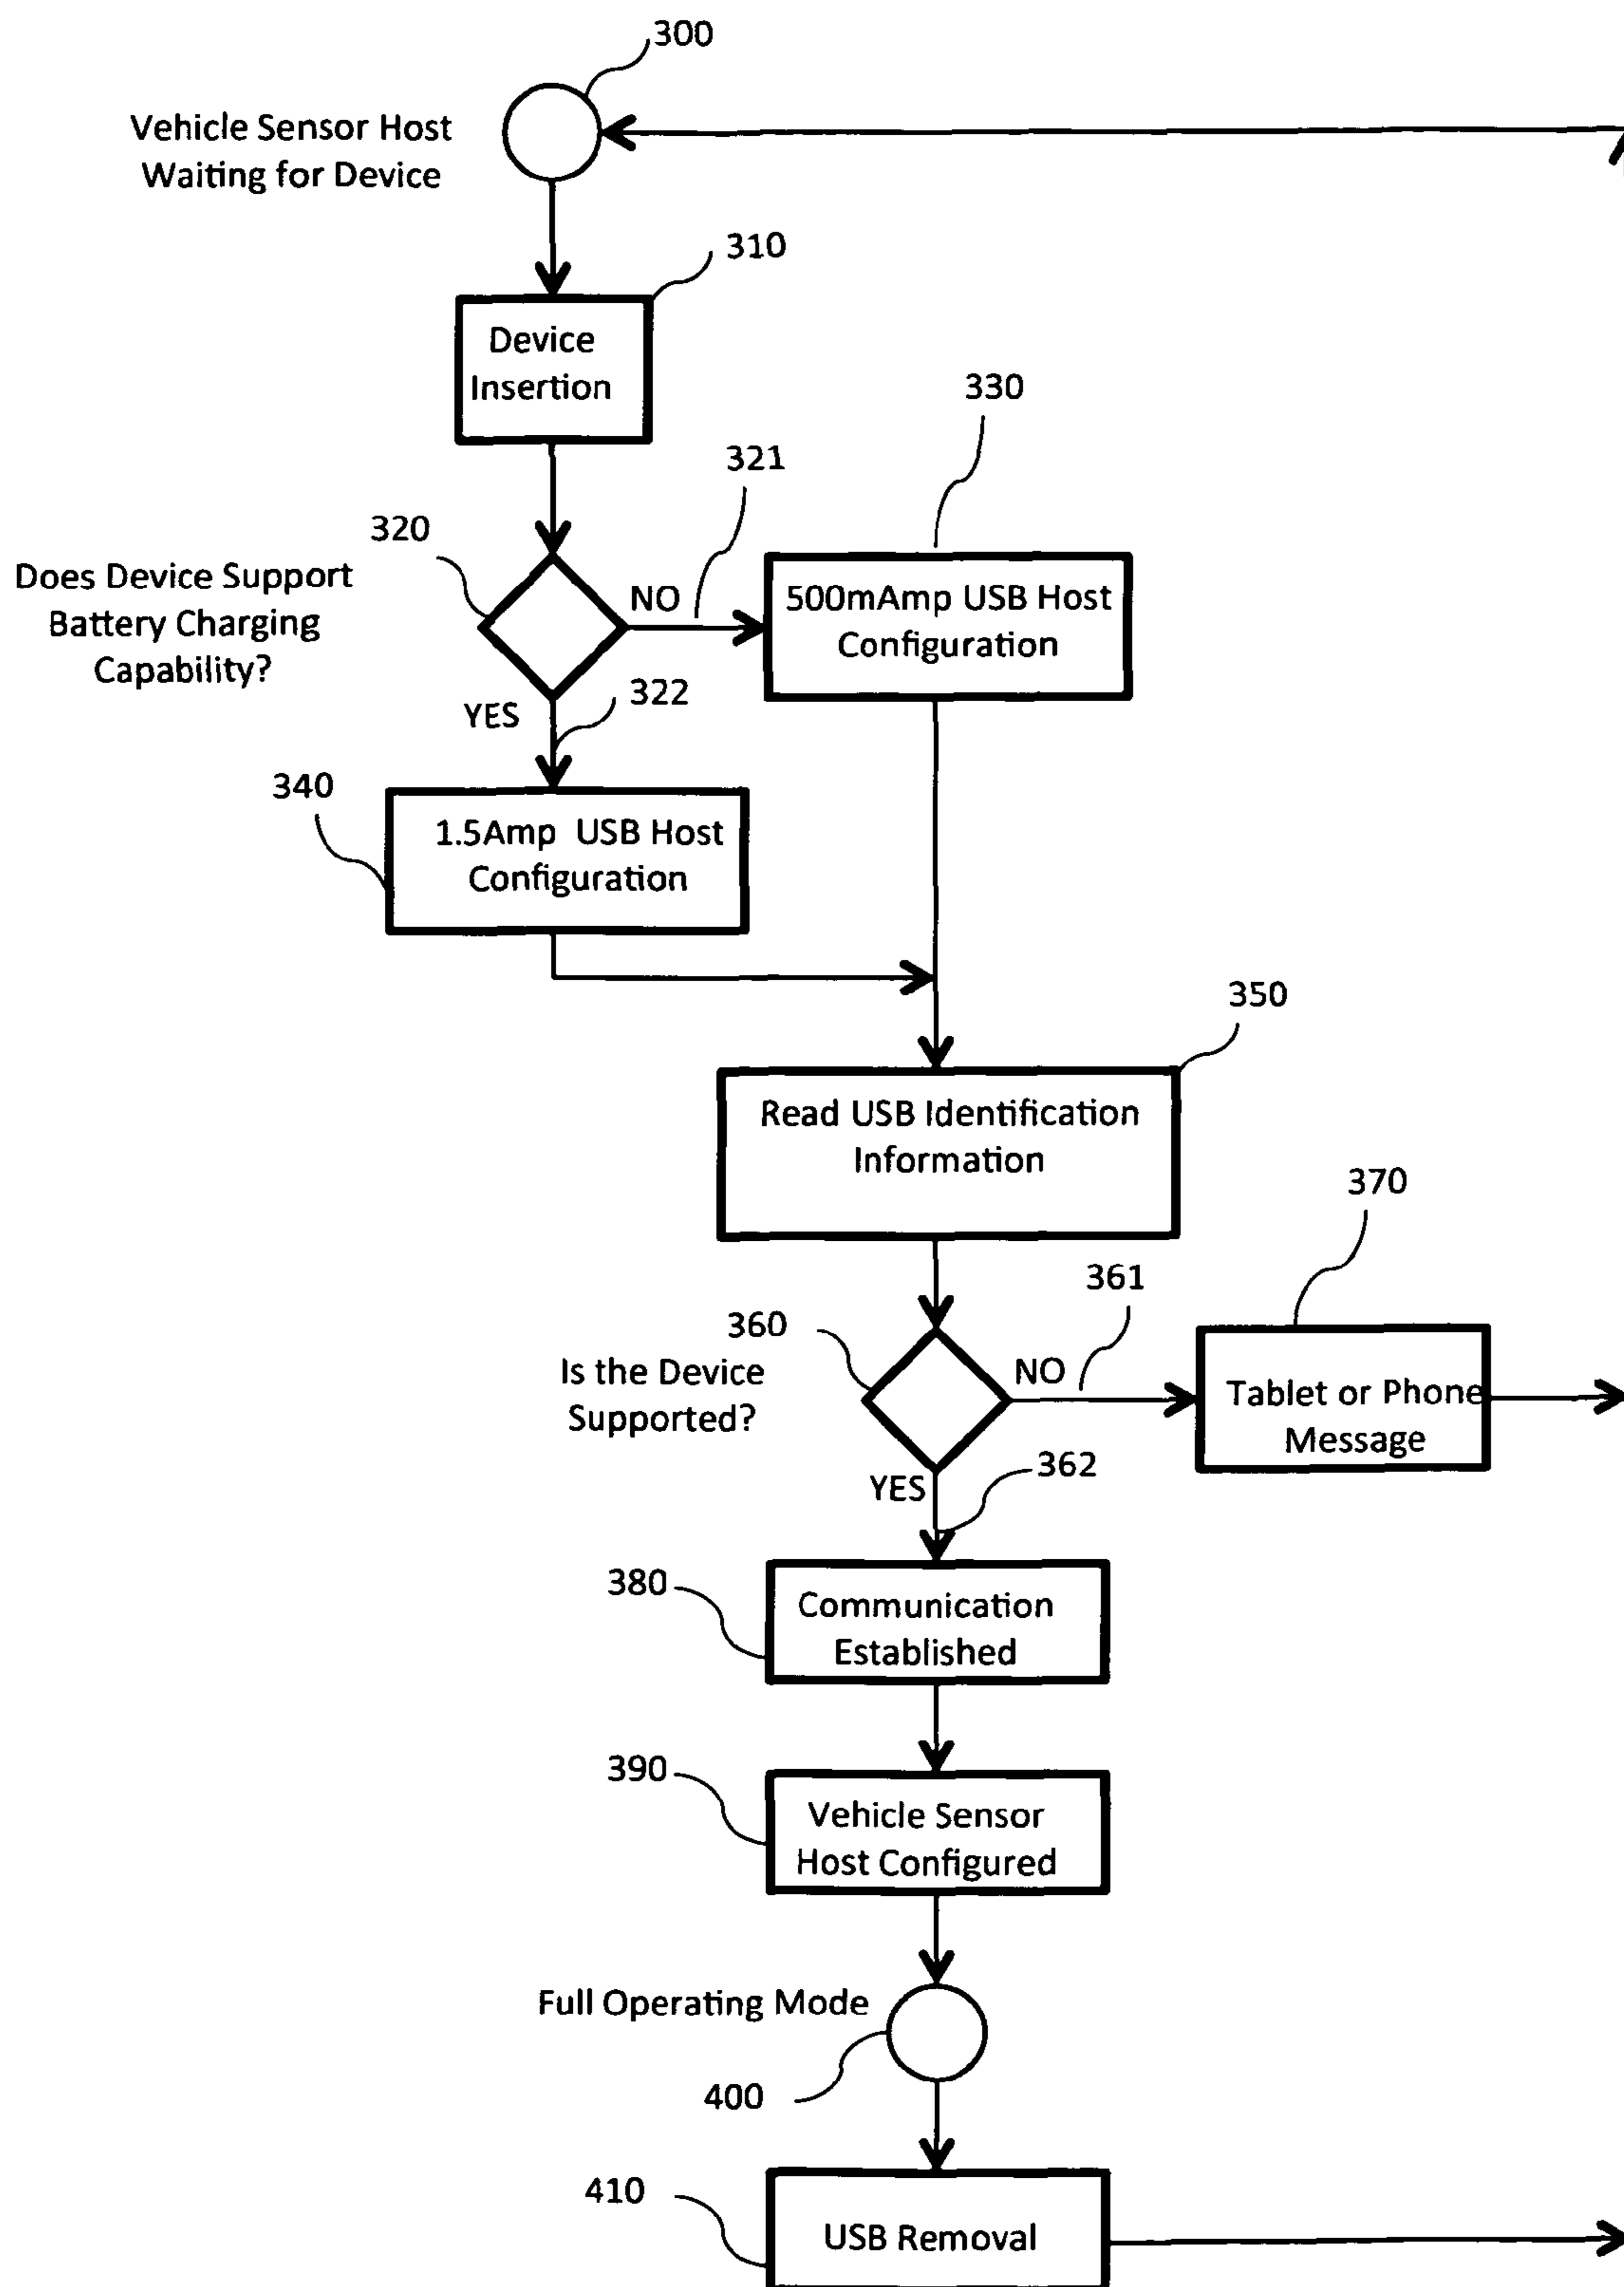 300
Vehicle Sensor Host
Waiting for Device
310
Device
Insertion
330
321
320
Does Device Support
Battery Charging
Capability?
NO
500mAmp USB Host
Configuration
YES
322
340
1.5Amp USB Host
Configuration
350
Read USB Identification
Information
370
361
360
Is the Device
Supported?
NO
Tablet or Phone
Message
YES
362
380
Communication
Established
390
Vehicle Sensor
Host Configured
Full Operating Mode
400
410
USB Removal